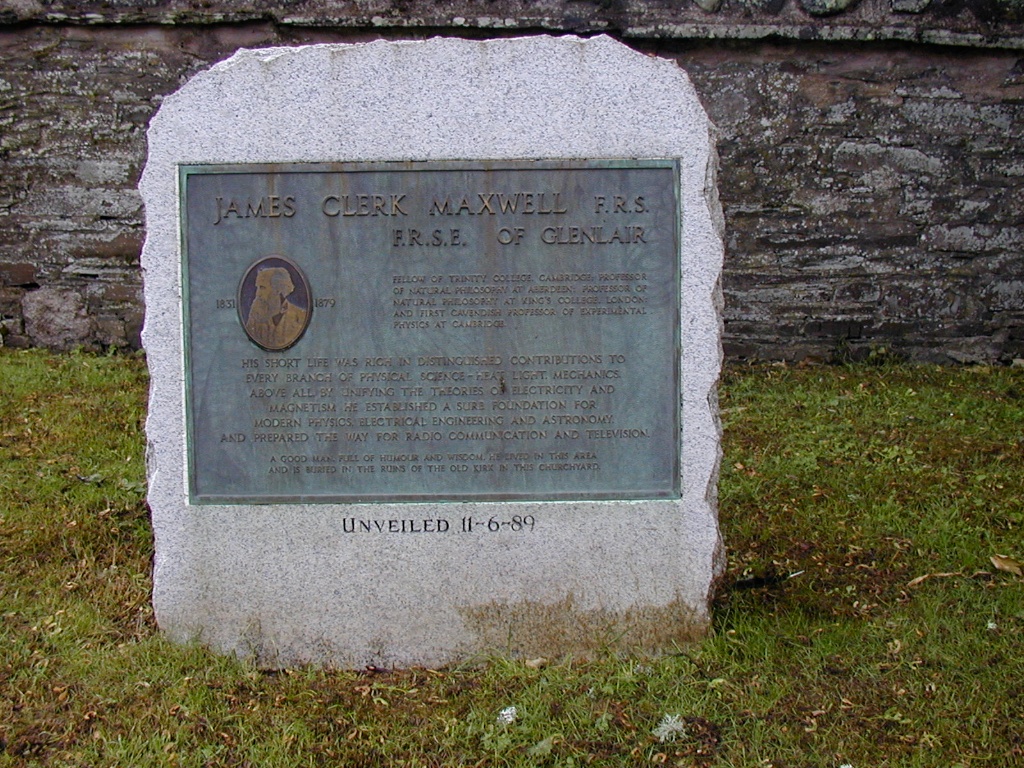 JAMES CLERK MAXWELL F.R.S.
F.R.S.E. OF GLENLAIR
1831 1879
FELLOW OF TRINITY COLLEGE, CAMBRIDGE: PROFESSOR
OF NATURAL PHILOSOPHY AT ABERDEEN: PROFESSOR OF
NATURAL PHILOSOPHY AT KING'S COLLEGE, LONDON:
AND FIRST CAVENDISH PROFESSOR OF EXPERIMENTAL
PHYSICS AT CAMBRIDGE.
HIS SHORT LIFE WAS RICH IN DISTINGUISHED CONTRIBUTIONS TO
EVERY BRANCH OF PHYSICAL SCIENCE - HEAT, LIGHT, MECHANICS.
ABOVE ALL BY UNIFYING THE THEORIES OF ELECTRICITY AND
MAGNETISM HE ESTABLISHED A SURE FOUNDATION FOR
MODERN PHYSICS, ELECTRICAL ENGINEERING AND ASTRONOMY,
AND PREPARED THE WAY FOR RADIO COMMUNICATION AND TELEVISION.
A GOOD MAN, FULL OF HUMOUR AND WISDOM, HE LIVED IN THIS AREA
AND IS BURIED IN THE RUINS OF THE OLD KIRK IN THIS CHURCHYARD.
UNVEILED 11-6-89